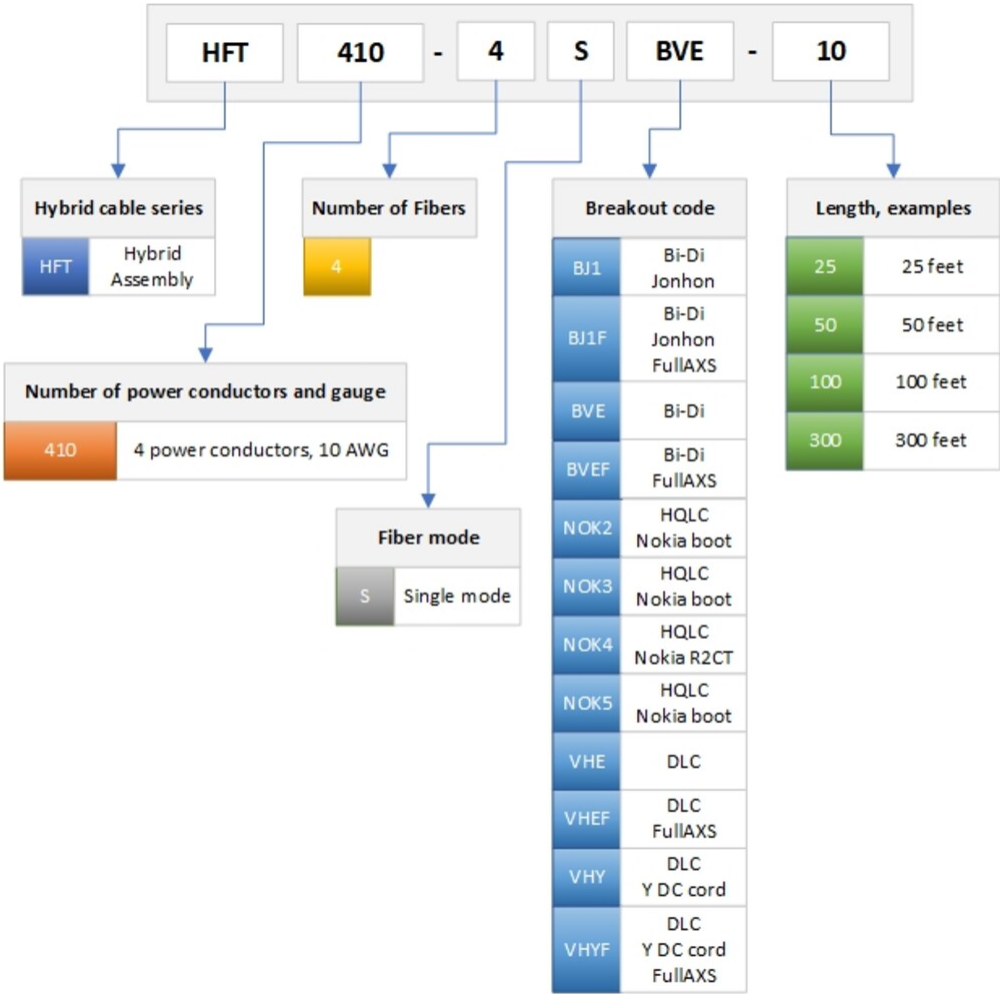 HFT 410 - 4 S BVE - 10
Hybrid cable series
HFT
Hybrid
Assembly
Number of power conductors and gauge
410 4 power conductors, 10 AWG
Number of Fibers
4
Fiber mode
S Single mode
Breakout code
BJ1
Bi-Di
Jonhon
BJ1F
Bi-Di
Jonhon
FullAXS
BVE Bi-Di
BVEF
Bi-Di
FullAXS
NOK2
HQLC
Nokia boot
NOK3
HQLC
Nokia boot
NOK4
HQLC
Nokia R2CT
NOK5
HQLC
Nokia boot
VHE DLC
VHEF
DLC
FullAXS
VHY
DLC
Y DC cord
VHYF
DLC
Y DC cord
FullAXS
Length, examples
25 25 feet
50 50 feet
100 100 feet
300 300 feet